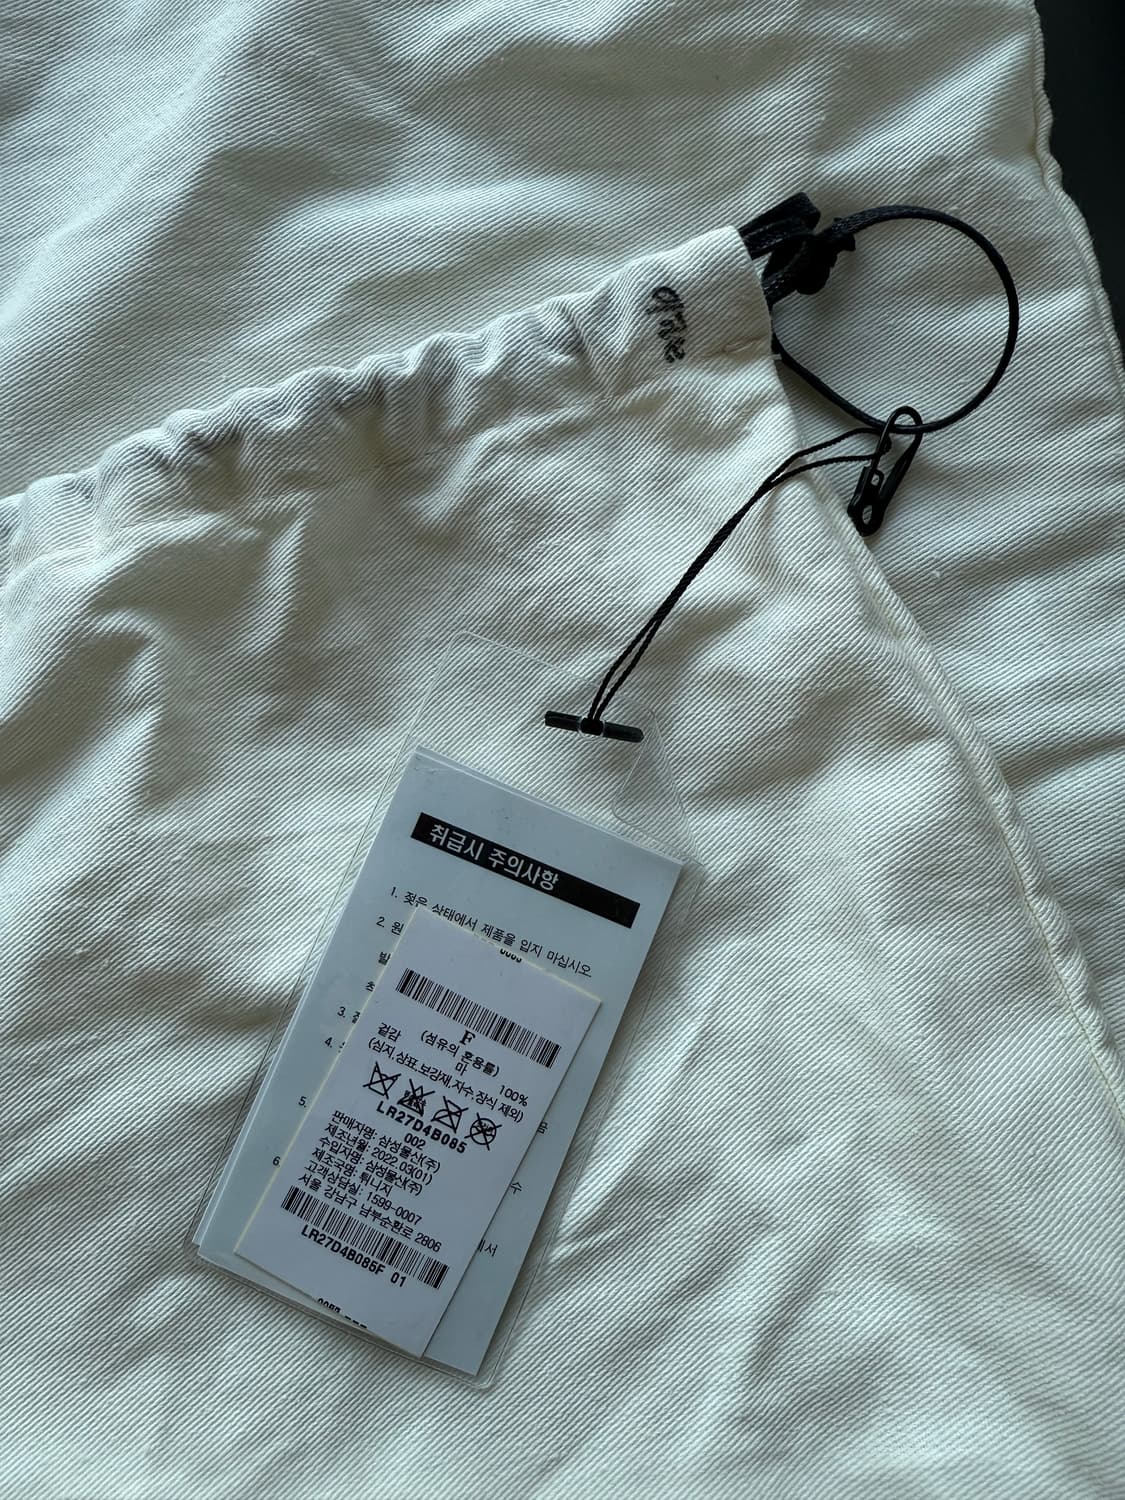 취급시 주의사항
1. 젖은 상태에서 제품을 입지 마십시오
2. 원
발
3.
4.
5.
6.
수
에서
F
겉감 (섬유의 혼용률)
마 100%
(심지,상표,보강재,자수,장식 제외)
LR27D4B085
002
판매자명: 삼성물산(주)
제조년월: 2022.03(01)
수입자명: 삼성물산(주)
제조국명: 튀니지
고객상담실: 1599-0007
서울 강남구 남부순환로 2806
LR27D4B085F 01